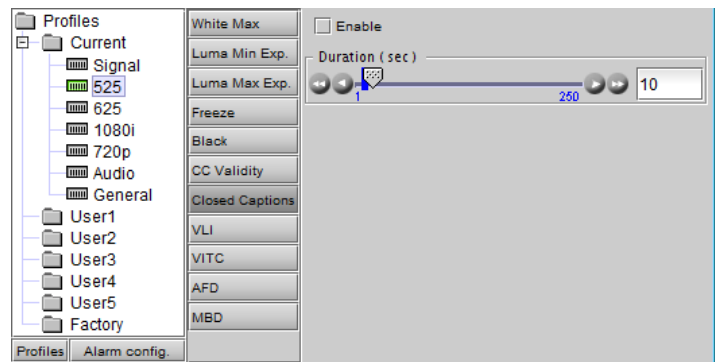 Profiles
Current
Signal
525
625
1080i
720p
Audio
General
User1
User2
User3
User4
User5
Factory
Profiles
Alarm config.
White Max
Luma Min Exp.
Luma Max Exp.
Freeze
Black
CC Validity
Closed Captions
VLI
VITC
AFD
MBD
Enable
Duration ( sec )
1
250
10